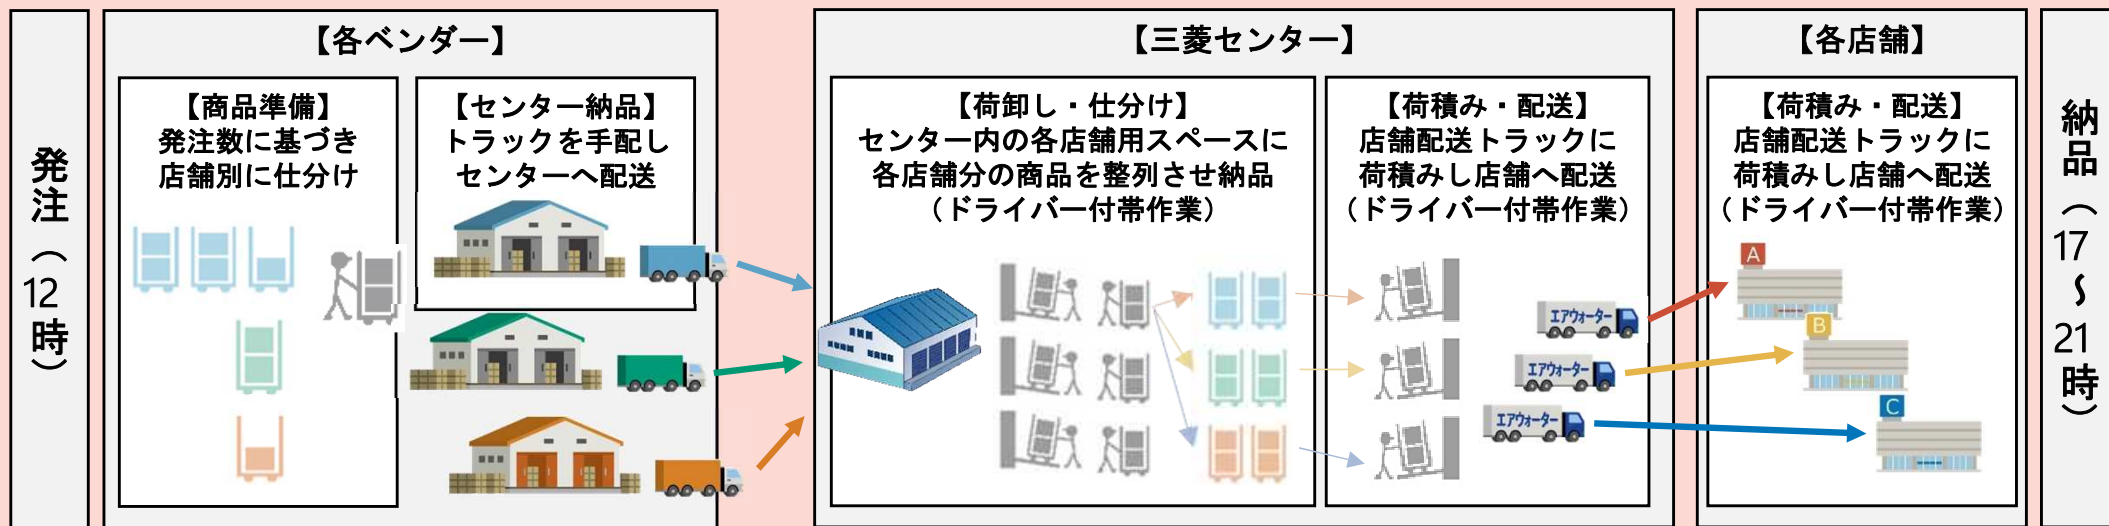 発注（12時）
【各ベンダー】
【商品準備】
発注数に基づき
店舗別に仕分け
【センター納品】
トラックを手配し
センターへ配送
【三菱センター】
【荷卸し・仕分け】
センター内の各店舗用スペースに
各店舗分の商品を整列させ納品
（ドライバー付帯作業）
【荷積み・配送】
店舗配送トラックに
荷積みし店舗へ配送
（ドライバー付帯作業）
エアウォーター
エアウォーター
エアウォーター
【各店舗】
【荷積み・配送】
店舗配送トラックに
荷積みし店舗へ配送
（ドライバー付帯作業）
A
B
C
納品（17～21時）